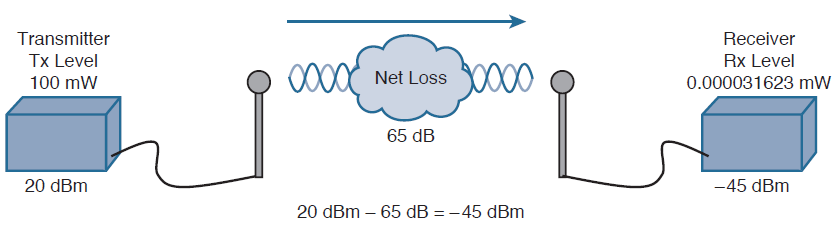 Transmitter
Tx Level
100 mW
20 dBm
Net Loss
65 dB
Receiver
Rx Level
0.000031623 mW
−45 dBm
20 dBm – 65 dB = −45 dBm